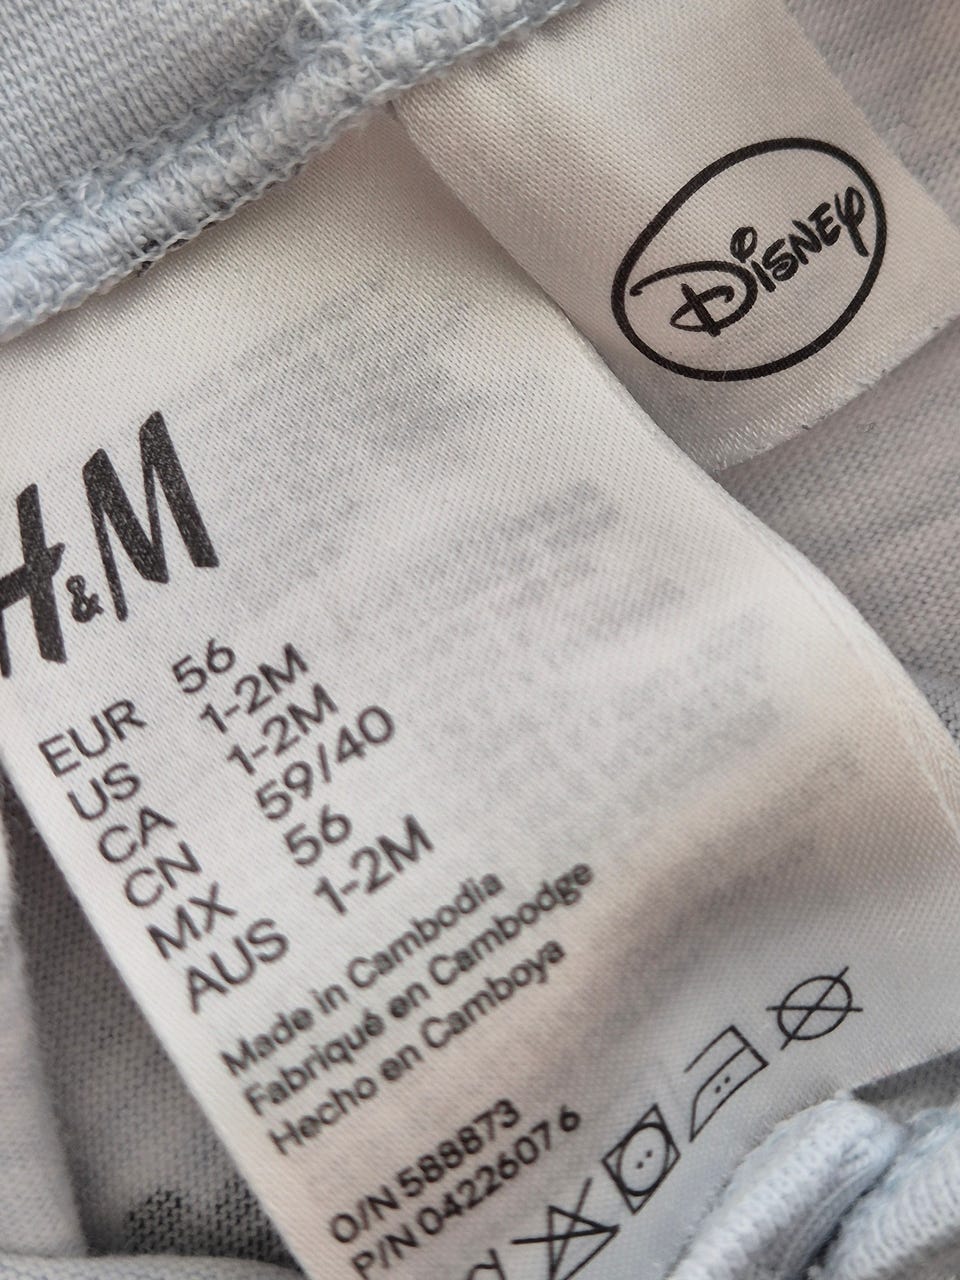 DISNEY
H&M
EUR 56
US 1-2M
CA 1-2M
CN 59/40
MX 56
AUS 1-2M
Made in Cambodia
Fabriqué en Cambodge
Hecho en Camboya
O/N 588873
P/N 04226076